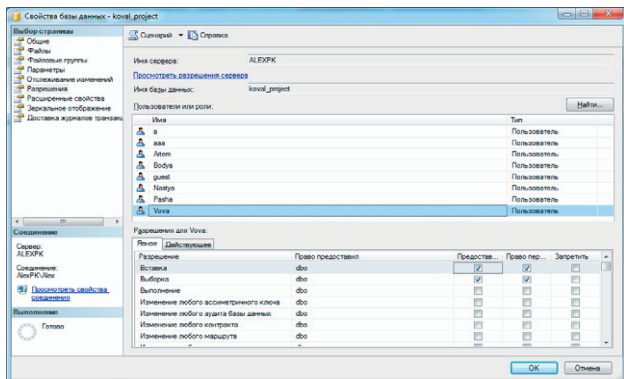 Свойства базы данных - koval_project
Выбор страницы
Общие
Файлы
Файловые группы
Параметры
Отслеживание изменений
Разрешения
Расширенные свойства
Зеркальное отображение
Доставка журналов транзакц
Соединение
Сервер:
ALEXPK
Соединение:
AlexPK\Alex
Просмотреть свойства соединения
Выполнение
Готово
Сценарий Справка
Имя сервера: ALEXPK
Просмотреть разрешения сервера
Имя базы данных: koval_project
Пользователи или роли: Найти...
Имя Тип
a Пользователь
aaa Пользователь
Artem Пользователь
Bodya Пользователь
guest Пользователь
Nastya Пользователь
Pasha Пользователь
Vova Пользователь
Разрешения для Vova:
Явное Действующее
Разрешение Право предоставил Предостав... Право пер... Запретить
Вставка dbo
Выборка dbo
Выполнение dbo
Изменение любого ассиметричного ключа dbo
Изменение любого аудита базы данных dbo
Изменение любого контракта dbo
Изменение любого маршрута dbo
OK Отмена